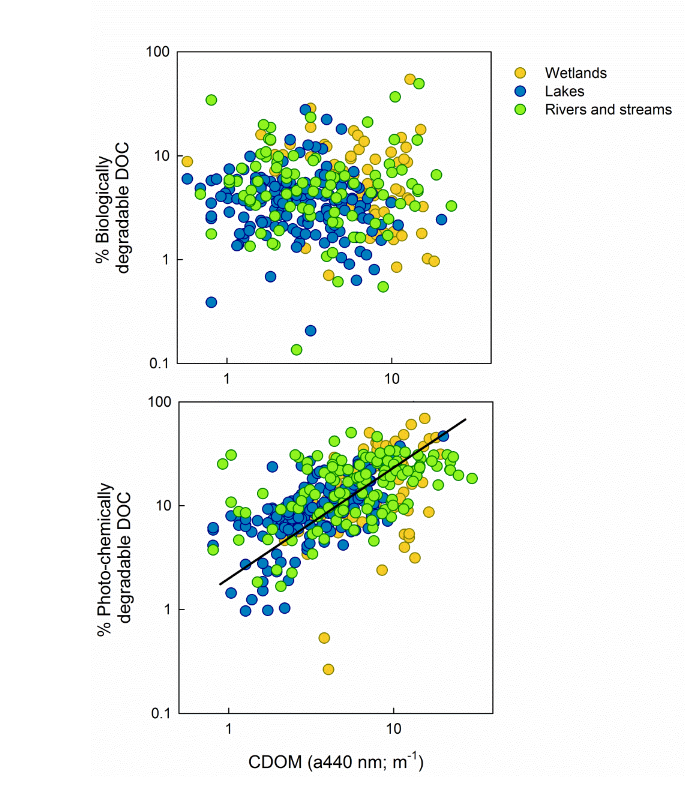 100
10
1
0.1
% Biologically
degradable DOC
1 10
Wetlands
Lakes
Rivers and streams
100
10
1
0.1
% Photo-chemically
degradable DOC
1 10
CDOM (a440 nm; m⁻¹)